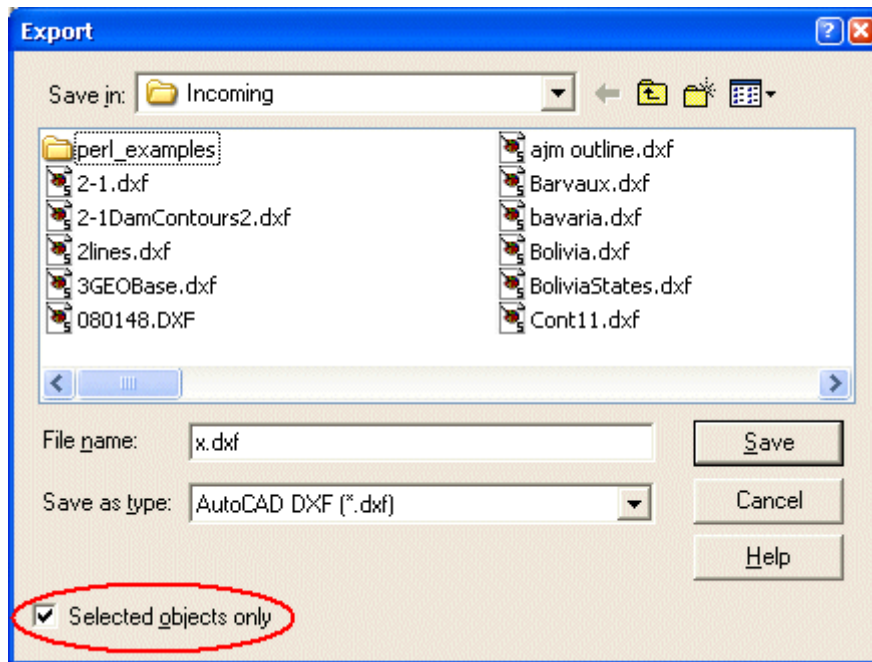 Export
Save in: Incoming
perl_examples
2-1.dxf
2-1DamContours2.dxf
2lines.dxf
3GEOBase.dxf
080148.DXF
ajm outline.dxf
Barvaux.dxf
bavaria.dxf
Bolivia.dxf
BoliviaStates.dxf
Cont11.dxf
File name: x.dxf
Save
Save as type: AutoCAD DXF (*.dxf)
Cancel
Help
Selected objects only